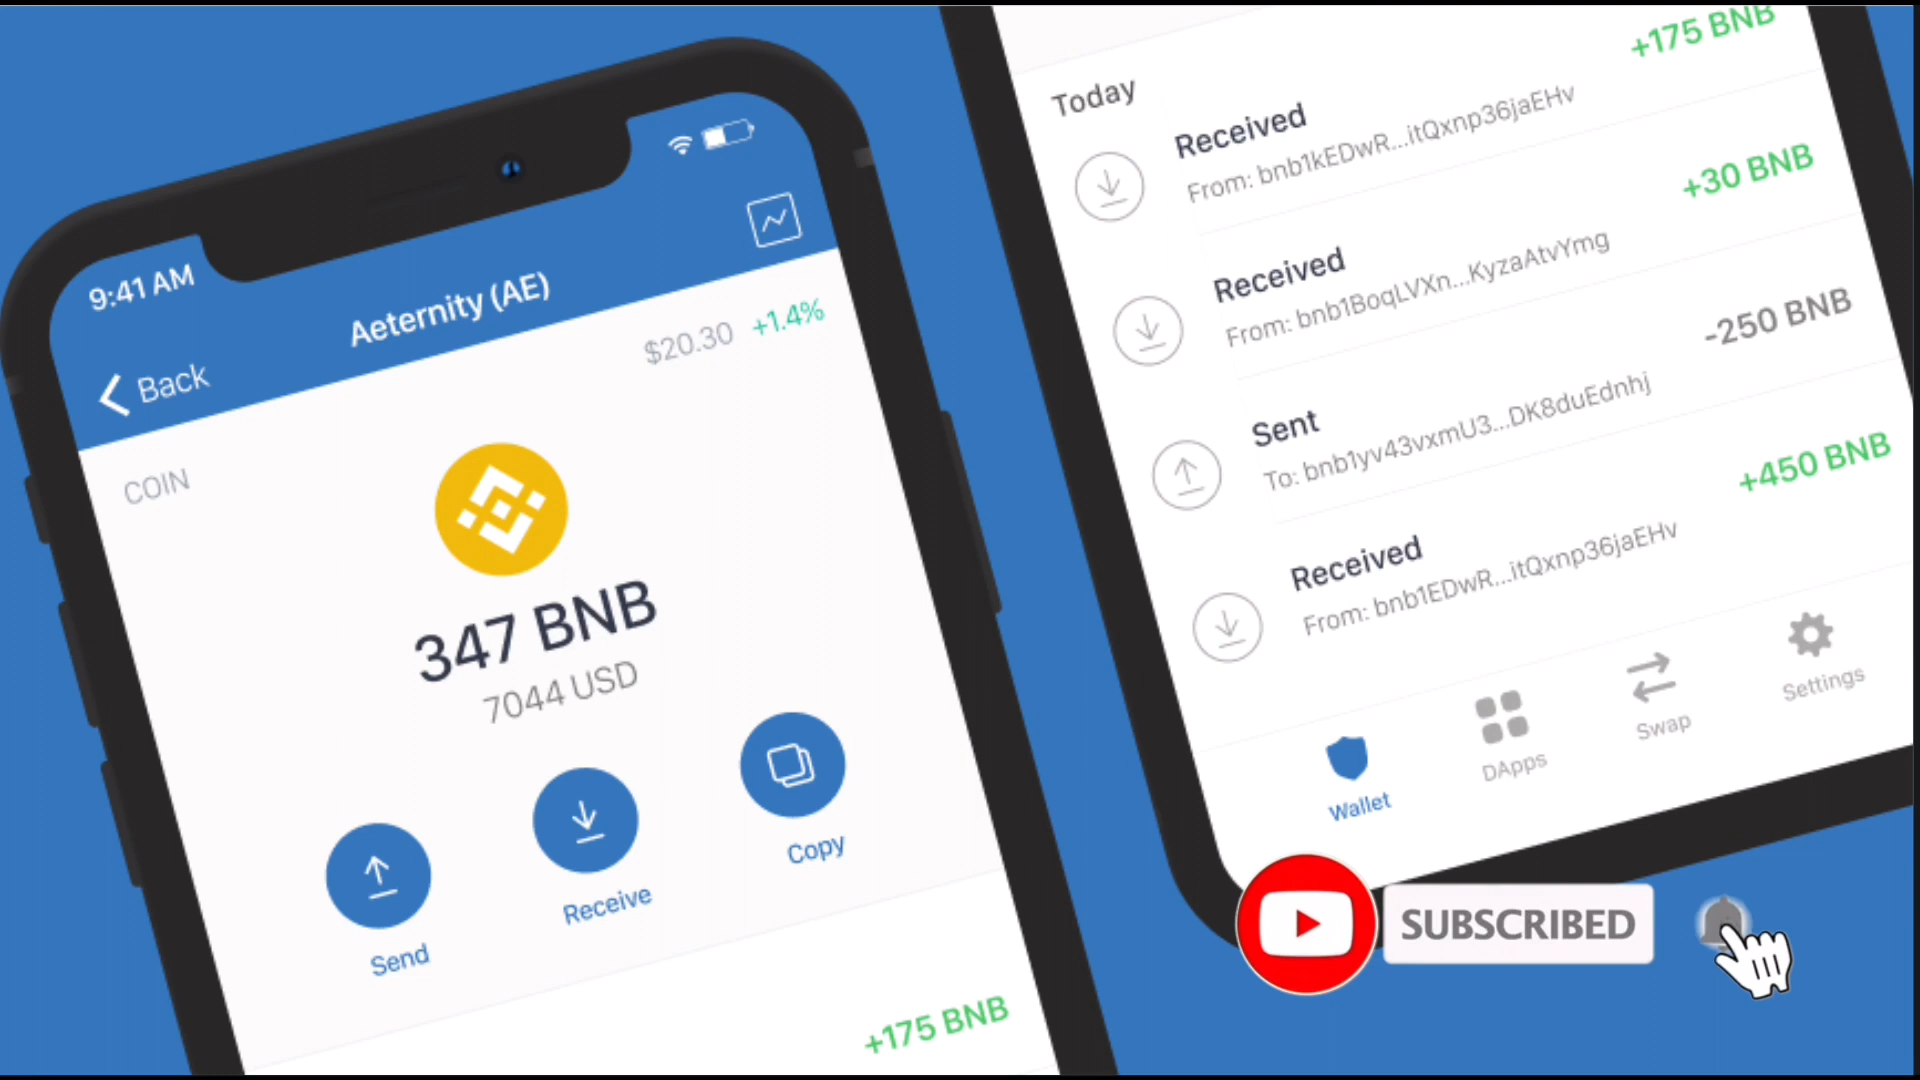 9:41 AM
Back
Aeternity (AE)
$20.30 +1.4%
COIN
347 BNB
7044 USD
Send
Receive
Copy
+175 BNB
+175 BNB
Today
Received
From: bnb1kEDwR...itQxnp36jaEHv
+30 BNB
Received
From: bnb1BoqLVXn...KyzaAtvYmg
-250 BNB
Sent
To: bnb1yv43vxmU3...DK8duEdnhj
+450 BNB
Received
From: bnb1EDwR...itQxnp36jaEHv
Wallet
DApps
Swap
Settings
SUBSCRIBED